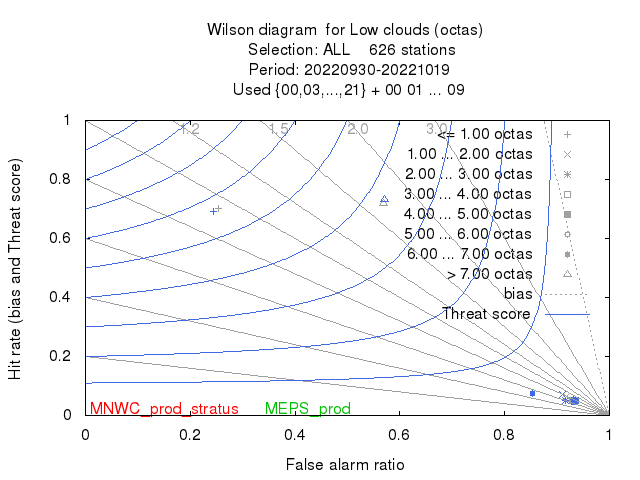 Wilson diagram for Low clouds (octas)
Selection: ALL 626 stations
Period: 20220930-20221019
Used {00,03,...,21} + 00 01 ... 09
1
0.8
0.6
0.4
0.2
0
Hit rate (bias and Threat score)
1.2 1.5 2.0 3.0
<= 1.00 octas
1.00 ... 2.00 octas
2.00 ... 3.00 octas
3.00 ... 4.00 octas
4.00 ... 5.00 octas
5.00 ... 6.00 octas
6.00 ... 7.00 octas
> 7.00 octas
bias
Threat score
MNWC_prod_stratus MEPS_prod
0 0.2 0.4 0.6 0.8 1
False alarm ratio